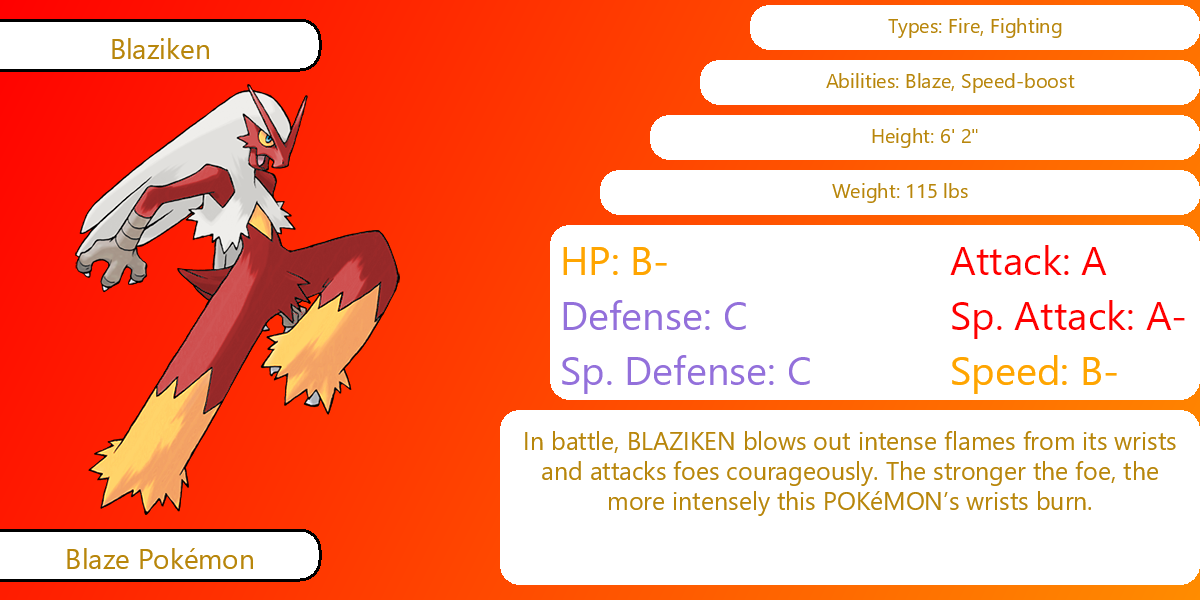 Blaziken
Types: Fire, Fighting
Abilities: Blaze, Speed-boost
Height: 6' 2"
Weight: 115 lbs
HP: B-
Attack: A
Defense: C
Sp. Attack: A-
Sp. Defense: C
Speed: B-
In battle, BLAZIKEN blows out intense flames from its wrists
and attacks foes courageously. The stronger the foe, the
more intensely this POKéMON’s wrists burn.
Blaze Pokémon